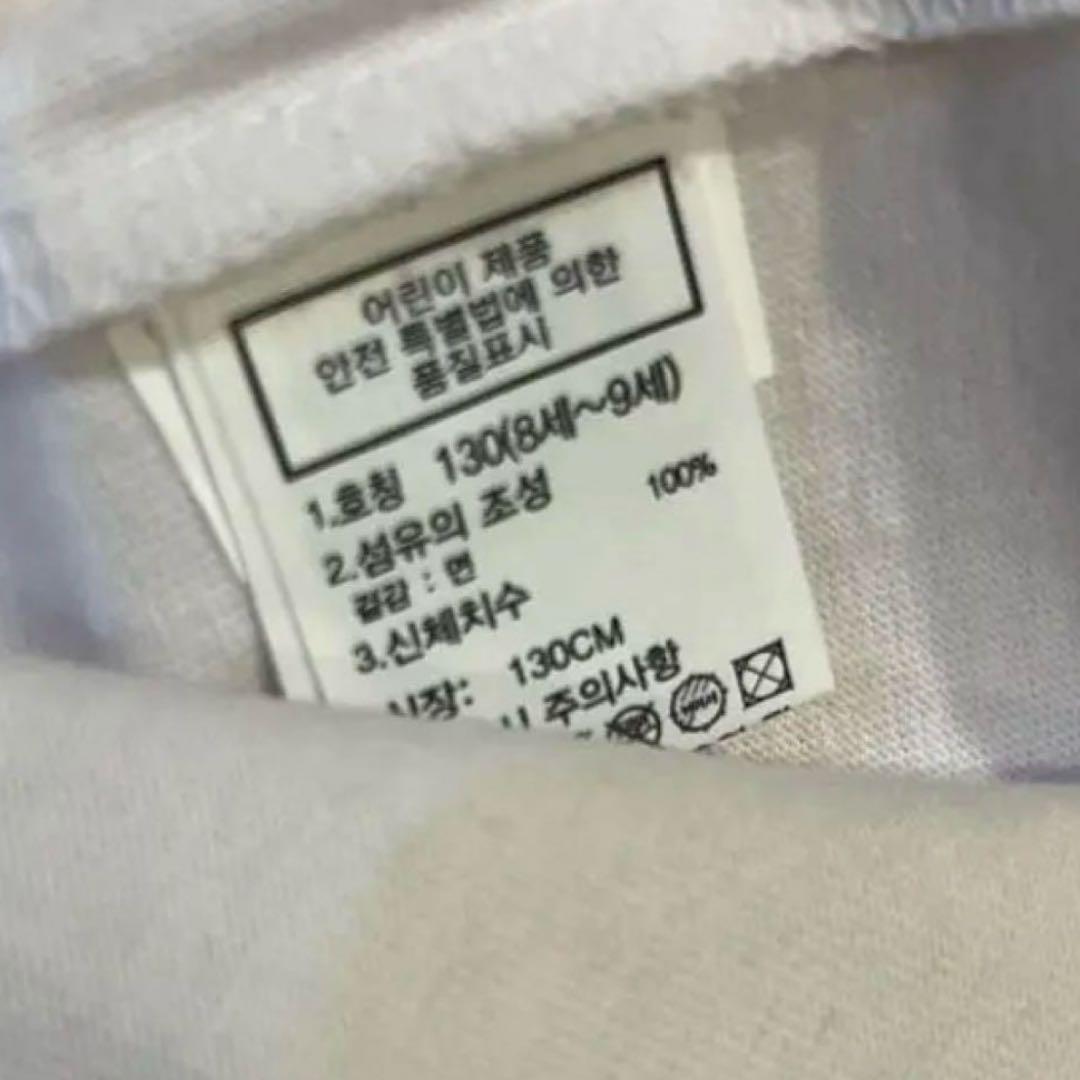 어린이 제품
안전 특별법에 의한
품질표시
1.호칭 130(8세~9세)
2.섬유의 조성
겉감 : 면 100%
3.신체치수
신장: 130CM
주의사항